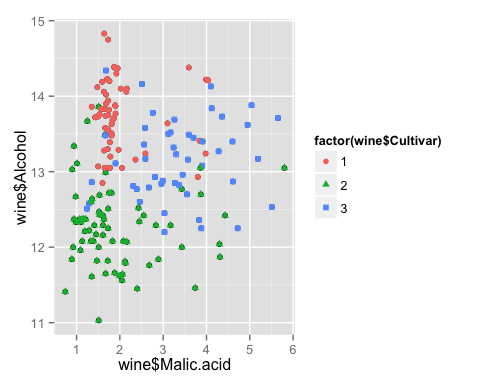 15
14
13
12
11
wine$Alcohol
1 2 3 4 5 6
wine$Malic.acid
factor(wine$Cultivar)
1
2
3